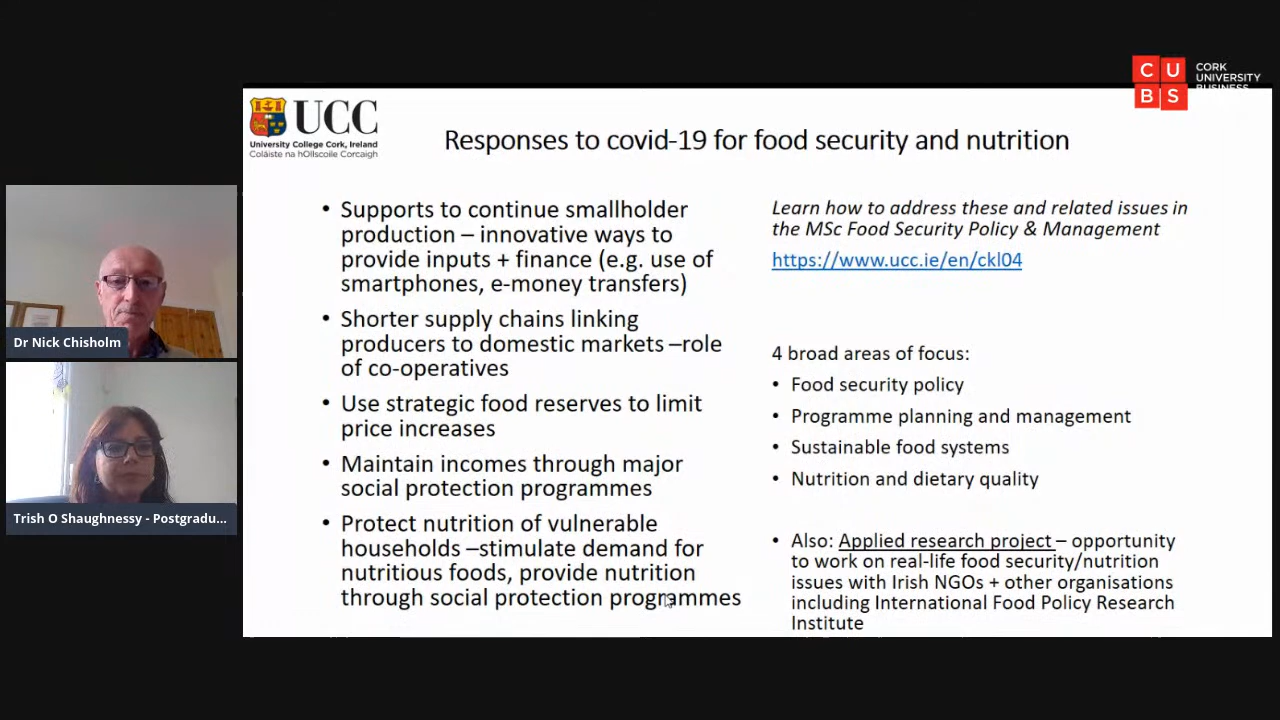 CU
BS
CORK
UNIVERSITY
BUSINESS
UCC
University College Cork, Ireland
Coláiste na hOllscoile Corcaigh
Responses to covid-19 for food security and nutrition
• Supports to continue smallholder
production – innovative ways to
provide inputs + finance (e.g. use of
smartphones, e-money transfers)
• Shorter supply chains linking
producers to domestic markets –role
of co-operatives
• Use strategic food reserves to limit
price increases
• Maintain incomes through major
social protection programmes
• Protect nutrition of vulnerable
households –stimulate demand for
nutritious foods, provide nutrition
through social protection programmes
Learn how to address these and related issues in
the MSc Food Security Policy & Management
https://www.ucc.ie/en/ckl04
4 broad areas of focus:
• Food security policy
• Programme planning and management
• Sustainable food systems
• Nutrition and dietary quality
• Also: Applied research project – opportunity
to work on real-life food security/nutrition
issues with Irish NGOs + other organisations
including International Food Policy Research
Institute
Dr Nick Chisholm
Trish O Shaughnessy - Postgradu...